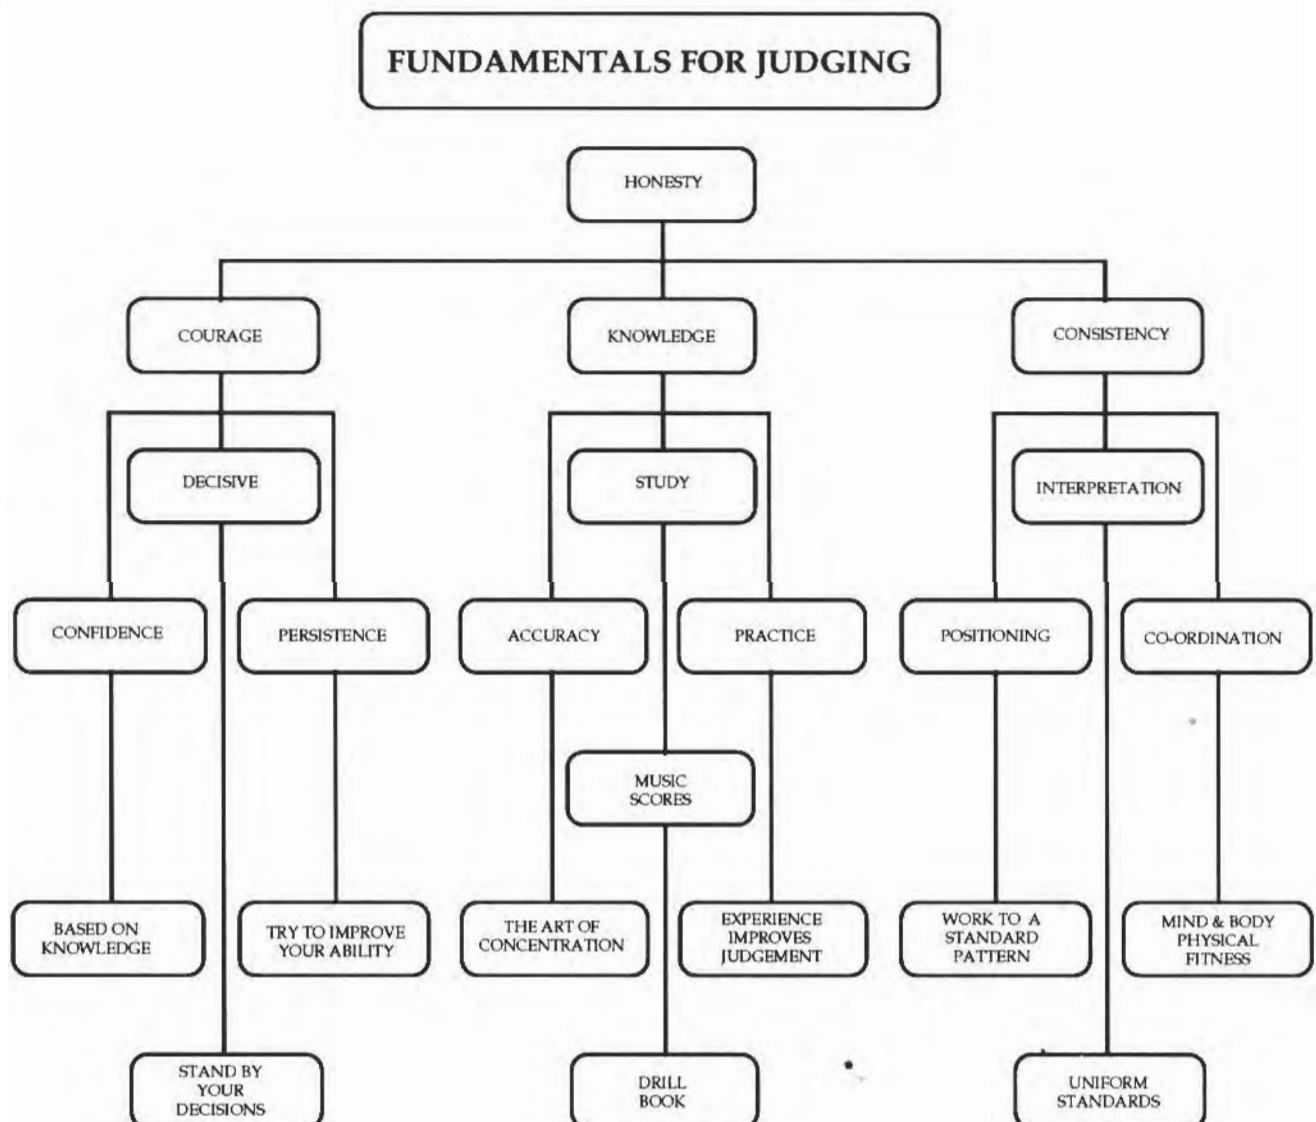 FUNDAMENTALS FOR JUDGING
HONESTY
COURAGE
KNOWLEDGE
CONSISTENCY
DECISIVE
STUDY
INTERPRETATION
CONFIDENCE
PERSISTENCE
ACCURACY
PRACTICE
POSITIONING
CO-ORDINATION
MUSIC
SCORES
BASED ON
KNOWLEDGE
TRY TO IMPROVE
YOUR ABILITY
THE ART OF
CONCENTRATION
EXPERIENCE
IMPROVES
JUDGEMENT
WORK TO A
STANDARD
PATTERN
MIND & BODY
PHYSICAL
FITNESS
STAND BY
YOUR
DECISIONS
DRILL
BOOK
UNIFORM
STANDARDS